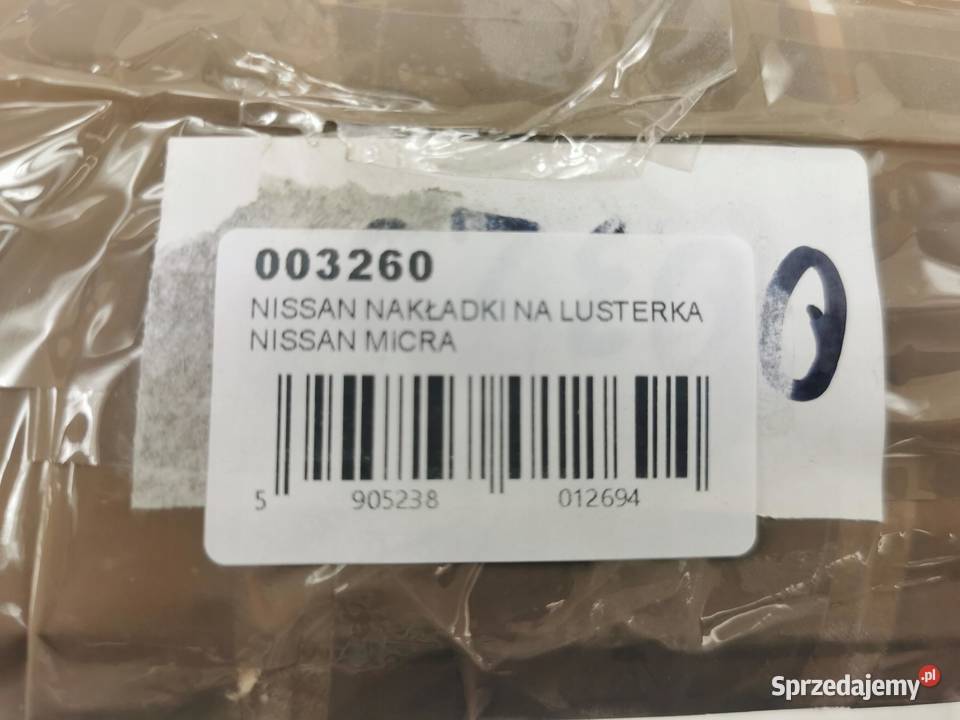 003260
NISSAN NAKŁADKI NA LUSTERKA
NISSAN MICRA
5 905238 012694
Sprzedajemy.pl